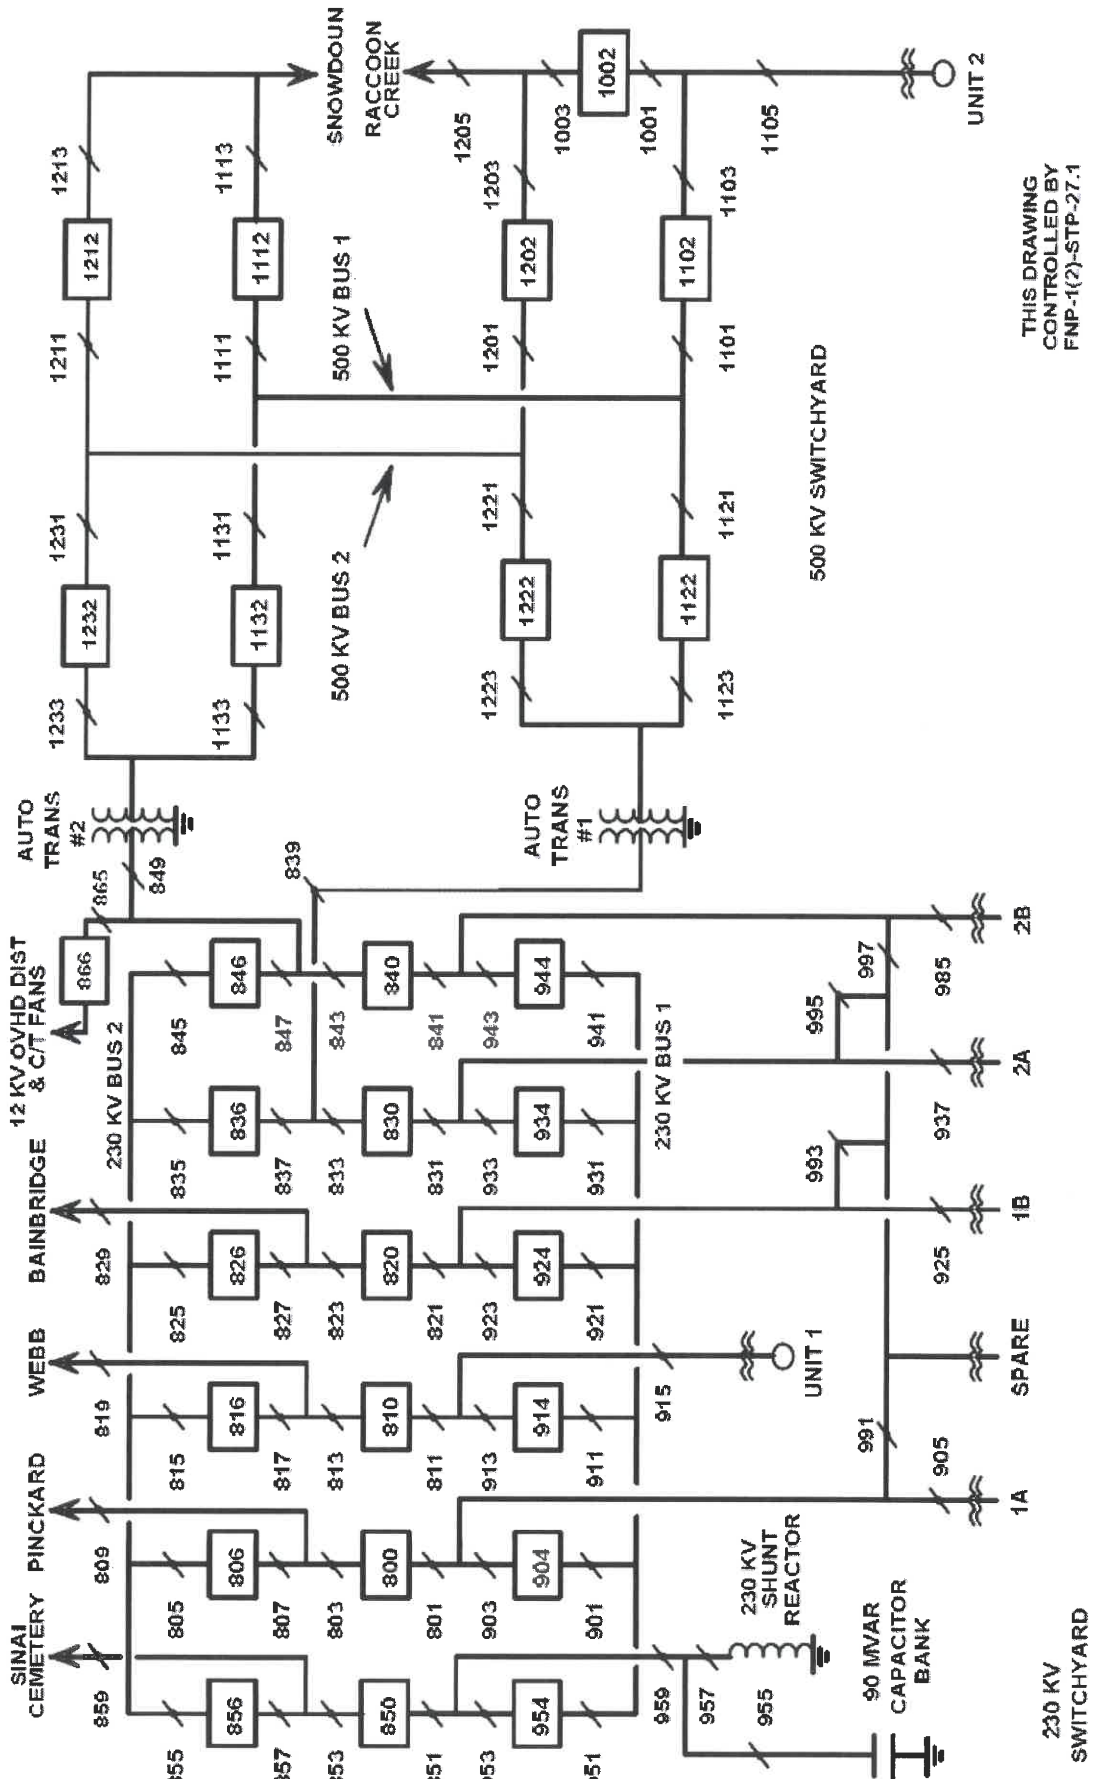 SINAI
CEMETERY
PINCKARD
WEBB
BAINBRIDGE
12 KV OVHD DIST
& C/T FANS
859
809
819
829
230 KV BUS 2
866
865
AUTO
TRANS
#2
849
855
805
815
825
835
845
856
806
816
826
836
846
857
807
817
827
837
847
839
853
803
813
823
833
843
850
800
810
820
830
840
851
801
811
821
831
841
953
903
913
923
933
943
954
904
914
924
934
944
951
901
911
921
931
941
230 KV BUS 1
959
957
955
230 KV
SHUNT
REACTOR
90 MVAR
CAPACITOR
BANK
915
UNIT 1
993
995
991
997
905
925
937
985
1A
SPARE
1B
2A
2B
230 KV
SWITCHYARD
1233
1232
1231
1211
1212
1213
1133
1132
1131
1111
1112
1113
500 KV BUS 2
500 KV BUS 1
SNOWDOUN
RACCOON
CREEK
AUTO
TRANS
#1
1223
1222
1221
1201
1202
1203
1205
1003
1002
1001
1123
1122
1121
1101
1102
1103
1105
UNIT 2
500 KV SWITCHYARD
THIS DRAWING
CONTROLLED BY
FNP-1(2)-STP-27.1